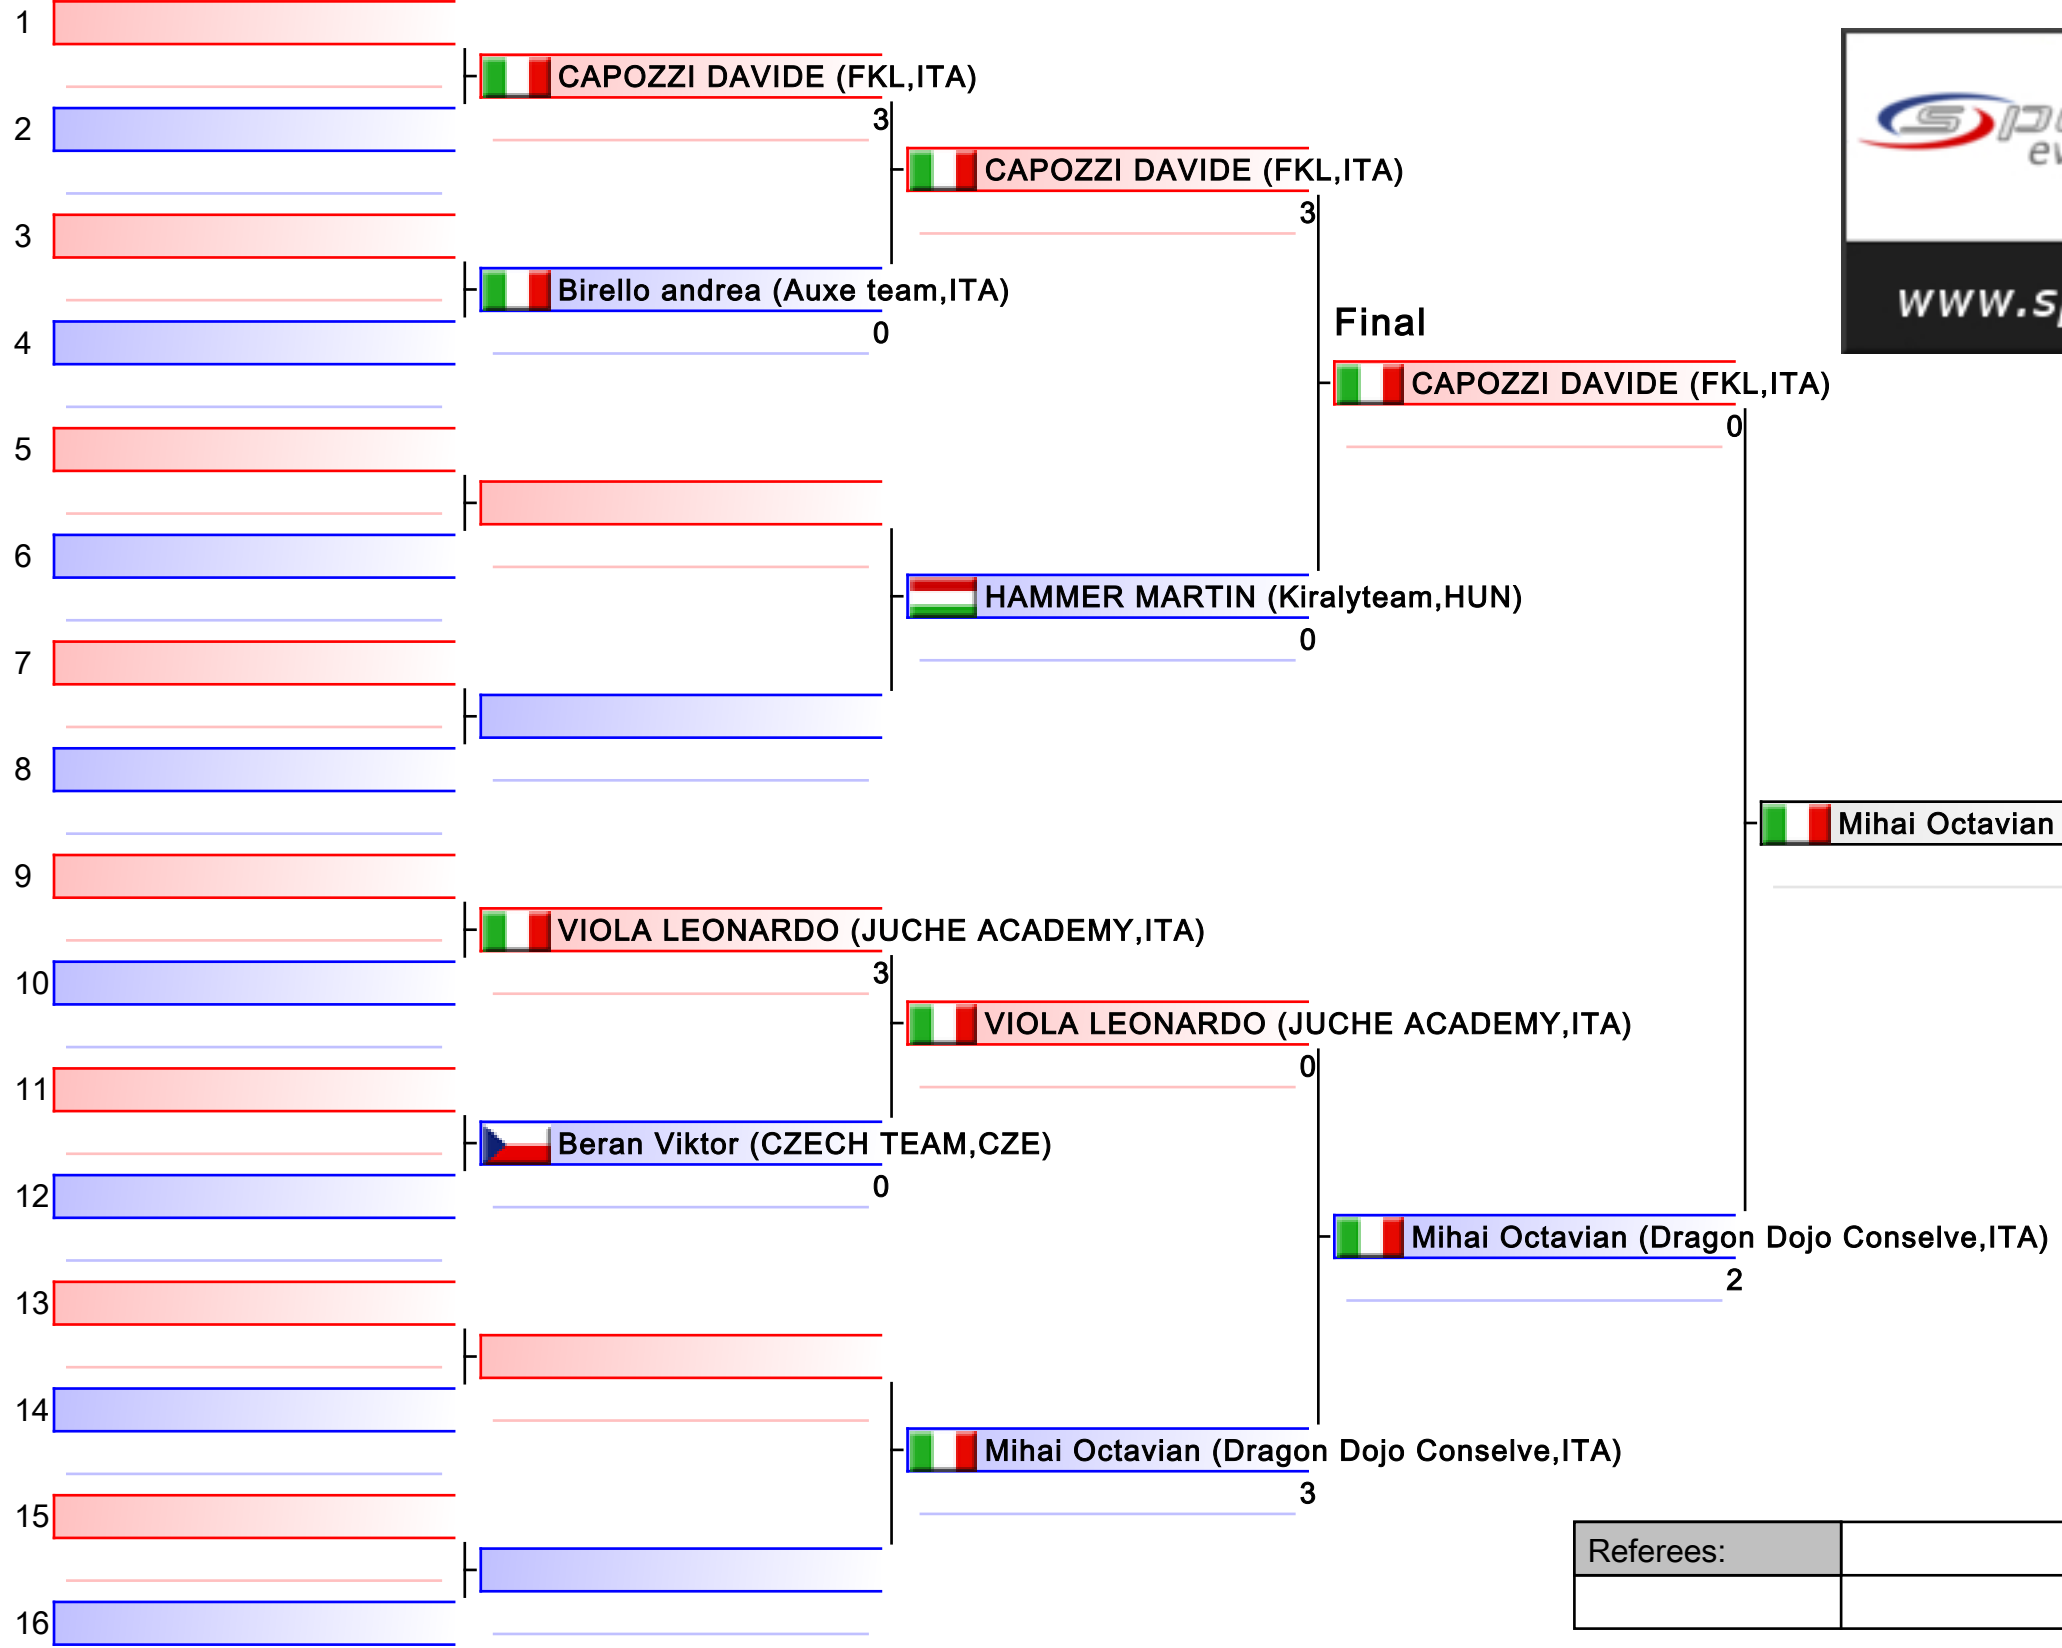 1
CAPOZZI DAVIDE (FKL,ITA)
3
2
CAPOZZI DAVIDE (FKL,ITA)
3
3
Birello andrea (Auxe team,ITA)
0
4
Final
CAPOZZI DAVIDE (FKL,ITA)
0
5
6
HAMMER MARTIN (Kiralyteam,HUN)
0
7
8
Mihai Octavian
9
VIOLA LEONARDO (JUCHE ACADEMY,ITA)
3
10
VIOLA LEONARDO (JUCHE ACADEMY,ITA)
0
11
Beran Viktor (CZECH TEAM,CZE)
0
12
Mihai Octavian (Dragon Dojo Conselve,ITA)
2
13
14
Mihai Octavian (Dragon Dojo Conselve,ITA)
3
15
16
Referees: